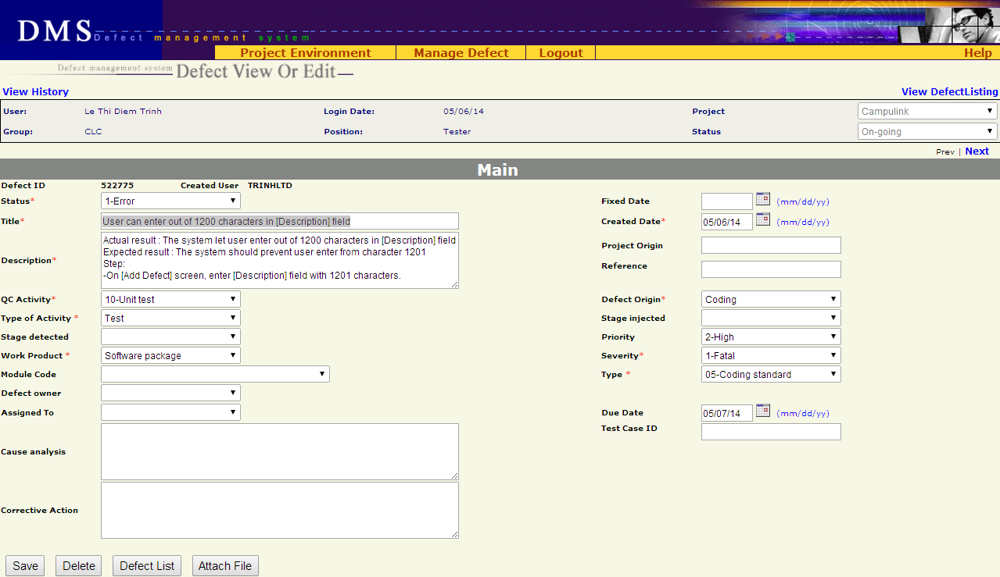 DMS Defect management system
Project Environment Manage Defect Logout Help
Defect management system Defect View Or Edit
View History View DefectListing
User: Le Thi Diem Trinh Login Date: 05/06/14 Project Campulink
Group: CLC Position: Tester Status On-going
Prev | Next
Main
Defect ID 522775 Created User TRINHLTD
Status* 1-Error Fixed Date (mm/dd/yy)
Title* User can enter out of 1200 characters in [Description] field Created Date* 05/06/14 (mm/dd/yy)
Actual result : The system let user enter out of 1200 characters in [Description] field
Expected result : The system should prevent user enter from character 1201
Step:
-On [Add Defect] screen, enter [Description] field with 1201 characters.
Description*
Project Origin
Reference
QC Activity* 10-Unit test Defect Origin* Coding
Type of Activity * Test Stage injected
Stage detected Priority 2-High
Work Product * Software package Severity* 1-Fatal
Module Code Type * 05-Coding standard
Defect owner
Assigned To Due Date 05/07/14 (mm/dd/yy)
Test Case ID
Cause analysis
Corrective Action
Save Delete Defect List Attach File